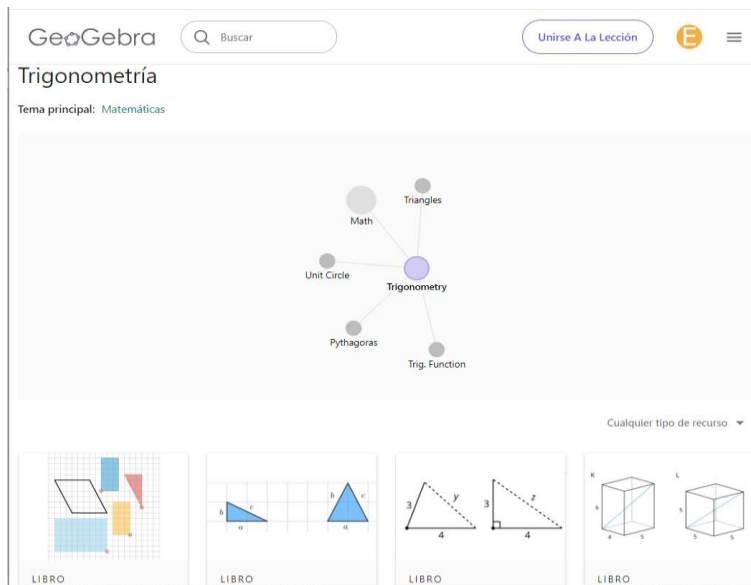 GeoGebra
Buscar
Unirse A La Lección
E
Trigonometría
Tema principal: Matemáticas
Triangles
Math
Unit Circle
Trigonometry
Pythagoras
Trig. Function
Cualquier tipo de recurso
b c a
b c a
3 y 4
3 z 4
K 6 4 5
L 5 5 5
LIBRO
LIBRO
LIBRO
LIBRO